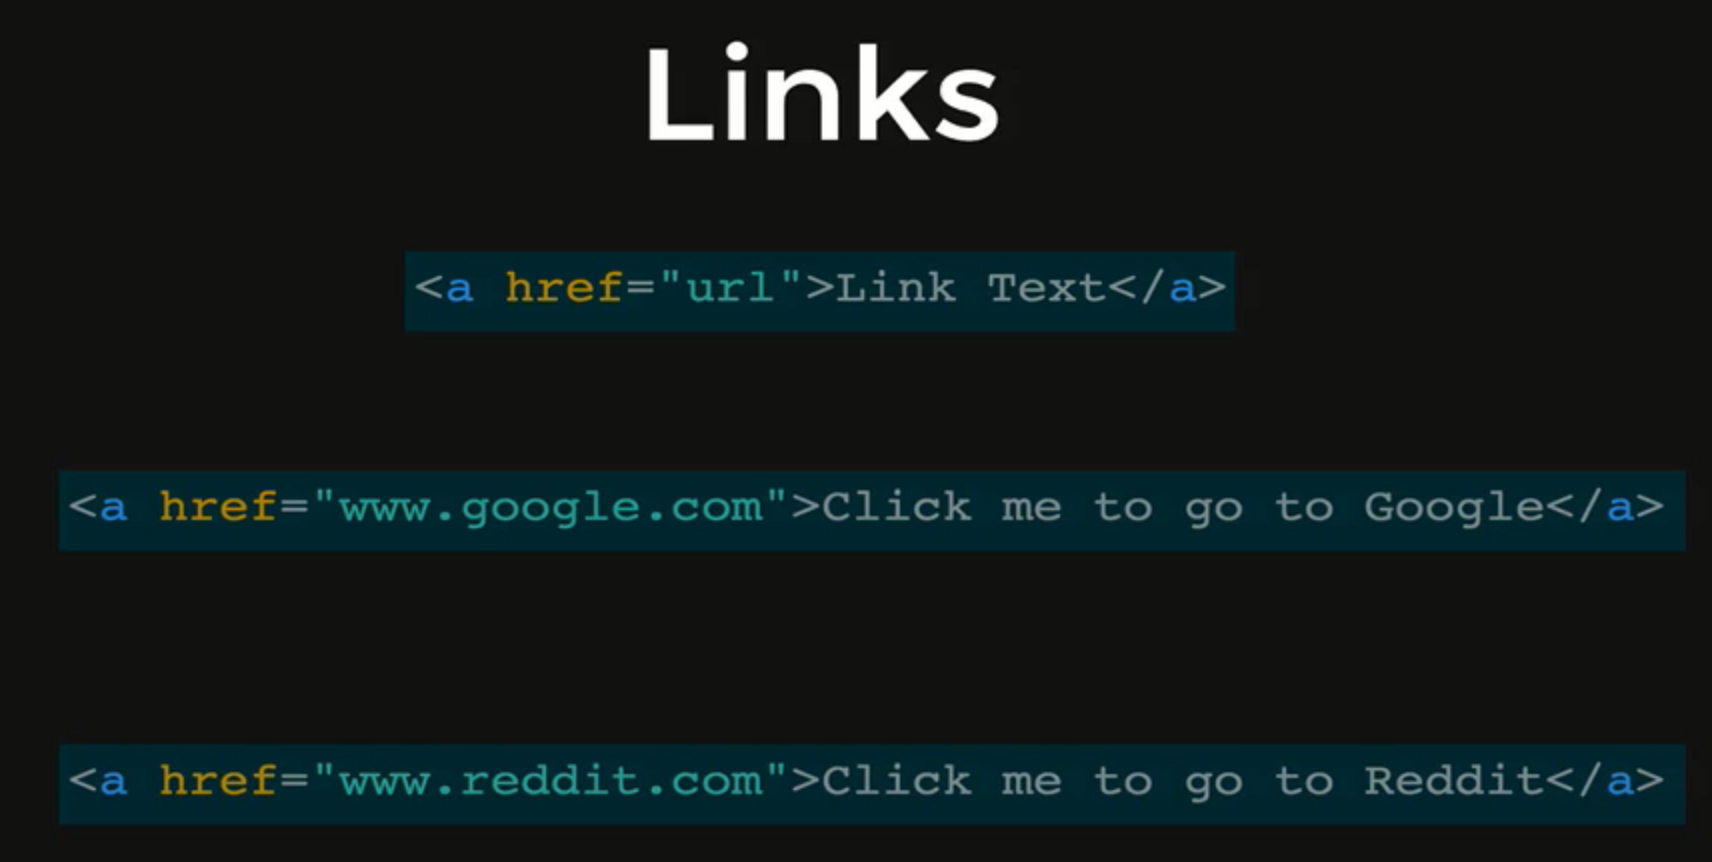 Links
<a href="url">Link Text</a>
<a href="www.google.com">Click me to go to Google</a>
<a href="www.reddit.com">Click me to go to Reddit</a>